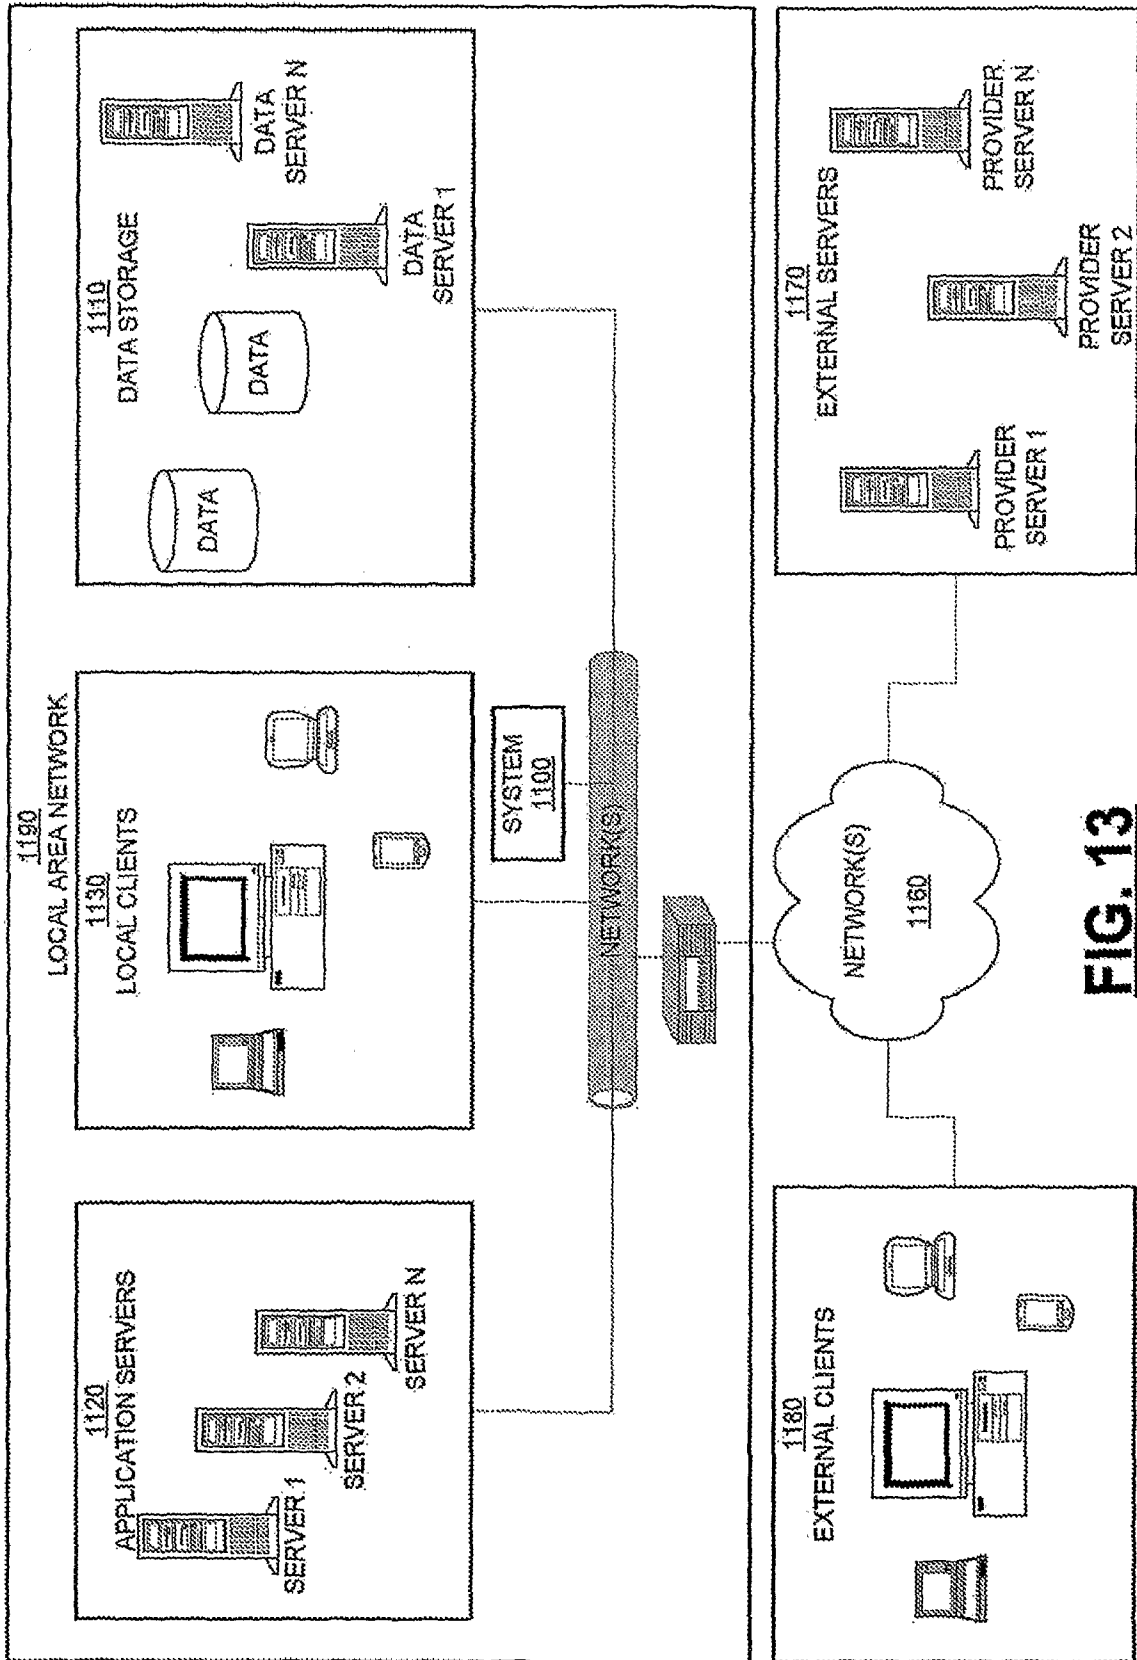 1190
LOCAL AREA NETWORK
1120
APPLICATION SERVERS
SERVER 1
SERVER 2
SERVER N
1130
LOCAL CLIENTS
1110
DATA STORAGE
DATA
DATA
DATA
SERVER 1
DATA
SERVER N
SYSTEM
1100
NETWORK(S)
1180
EXTERNAL CLIENTS
NETWORK(S)
1160
1170
EXTERNAL SERVERS
PROVIDER
SERVER 1
PROVIDER
SERVER 2
PROVIDER
SERVER N
FIG. 13